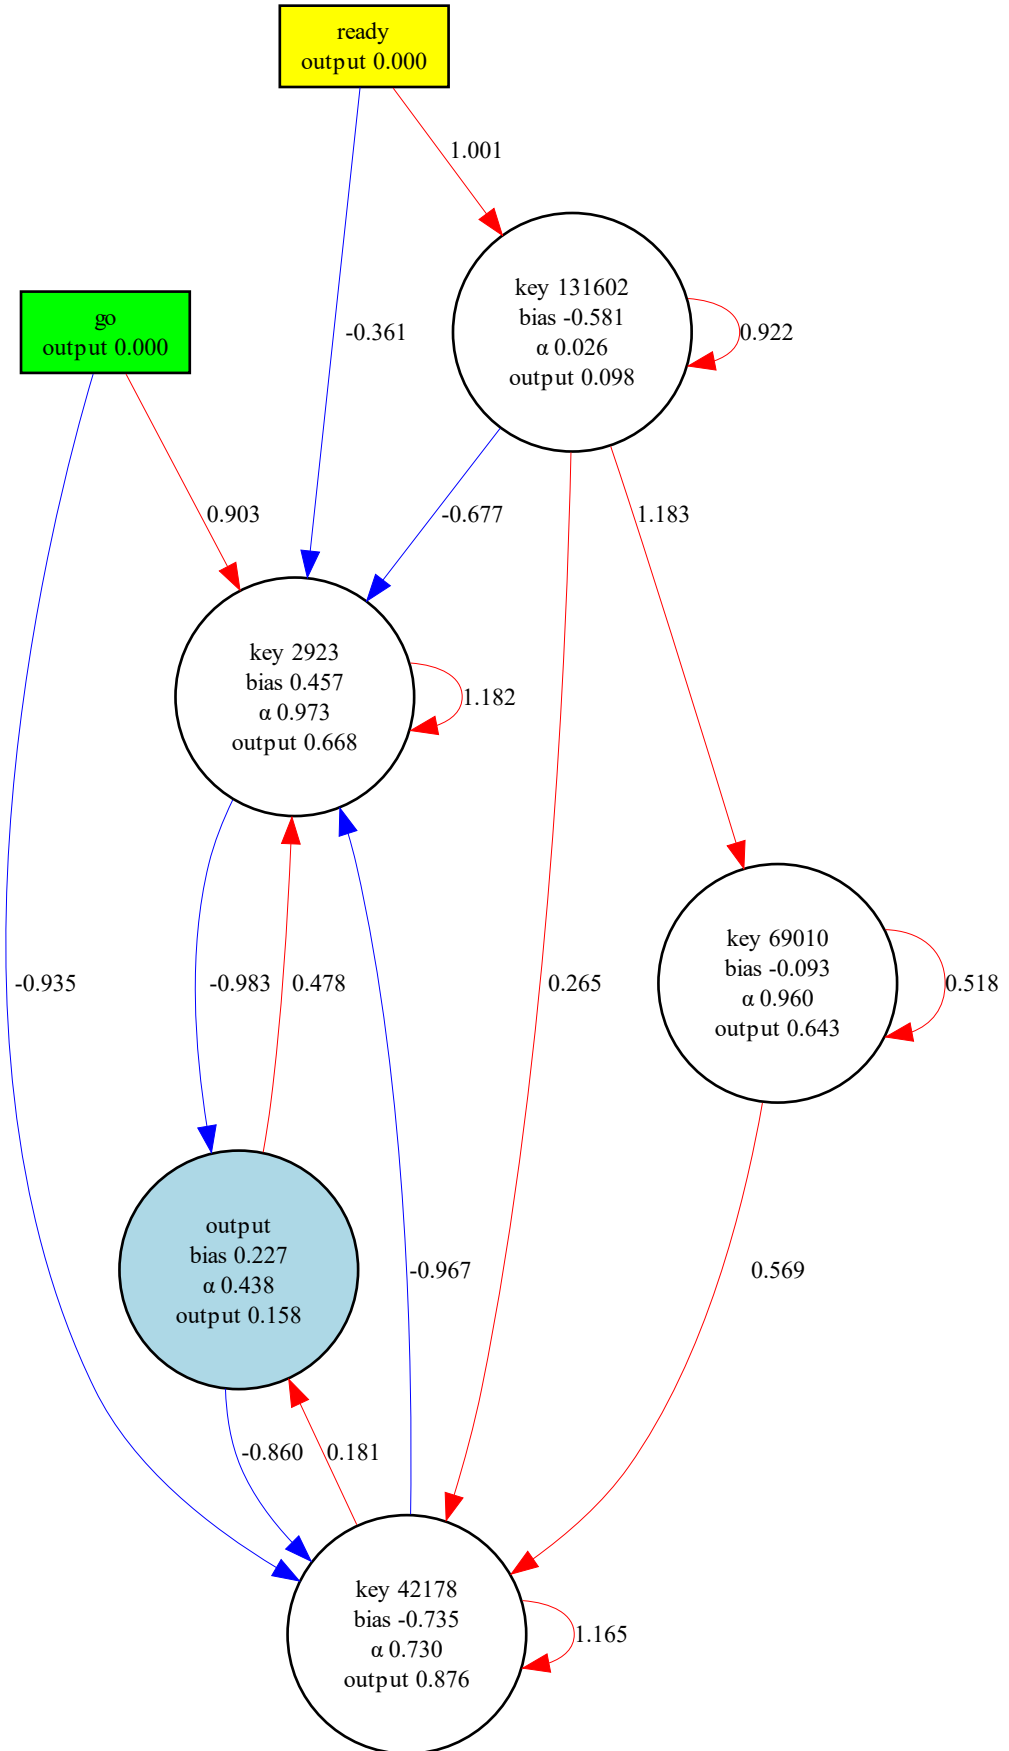 ready
output 0.000
1.001
key 131602
bias -0.581
α 0.026
output 0.098
0.922
go
output 0.000
-0.361
0.903
-0.677
1.183
key 2923
bias 0.457
α 0.973
output 0.668
1.182
key 69010
bias -0.093
α 0.960
output 0.643
0.518
-0.935
-0.983
0.478
0.265
output
bias 0.227
α 0.438
output 0.158
-0.967
0.569
-0.860
0.181
key 42178
bias -0.735
α 0.730
output 0.876
1.165